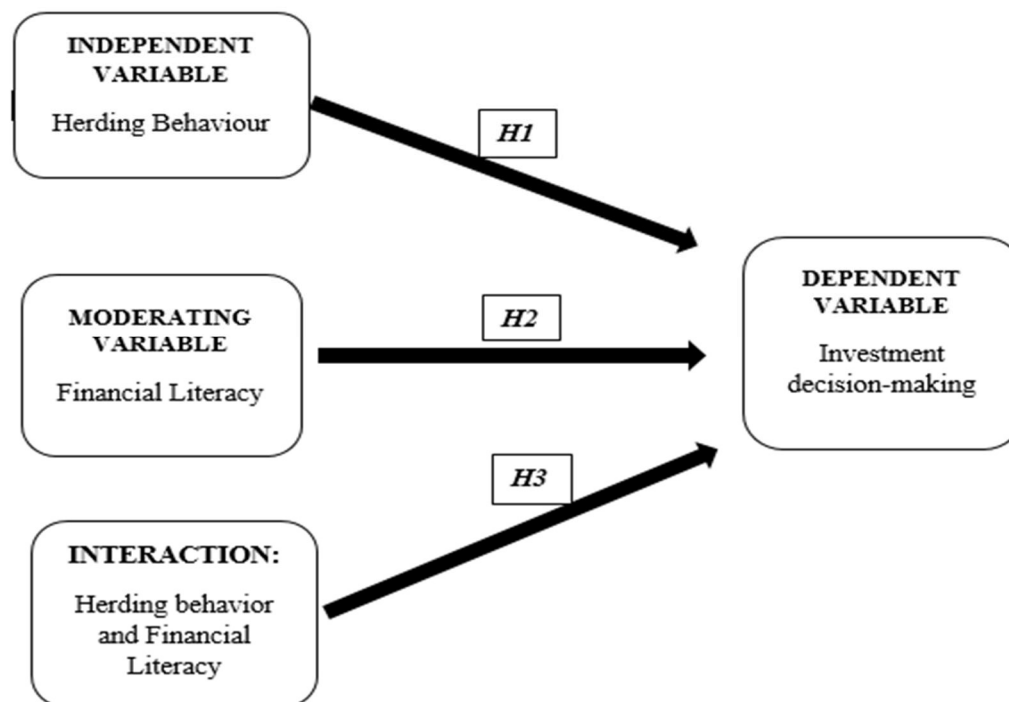 INDEPENDENT
VARIABLE
Herding Behaviour
H1
MODERATING
VARIABLE
Financial Literacy
H2
DEPENDENT
VARIABLE
Investment
decision-making
H3
INTERACTION:
Herding behavior
and Financial
Literacy